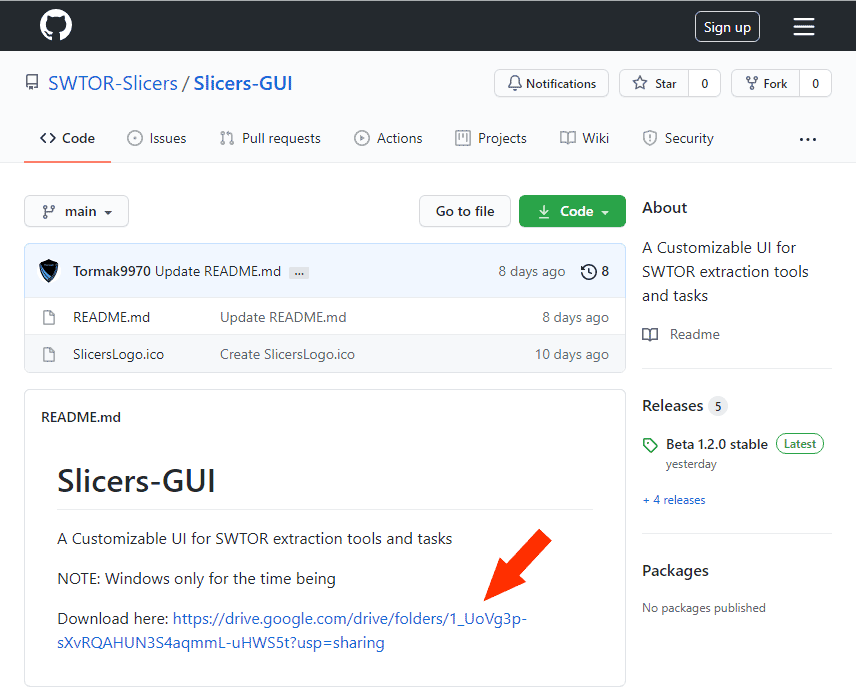 Sign up
SWTOR-Slicers / Slicers-GUI
Notifications
Star 0
Fork 0
Code
Issues
Pull requests
Actions
Projects
Wiki
Security
...
main
Go to file
Code
Tormak9970 Update README.md ...
8 days ago
8
README.md Update README.md 8 days ago
SlicersLogo.ico Create SlicersLogo.ico 10 days ago
README.md
Slicers-GUI
A Customizable UI for SWTOR extraction tools and tasks
NOTE: Windows only for the time being
Download here: https://drive.google.com/drive/folders/1_UoVg3p-
sXvRQAHUN3S4aqmmL-uHWS5t?usp=sharing
About
A Customizable UI for
SWTOR extraction tools
and tasks
Readme
Releases 5
Beta 1.2.0 stable Latest
yesterday
+ 4 releases
Packages
No packages published